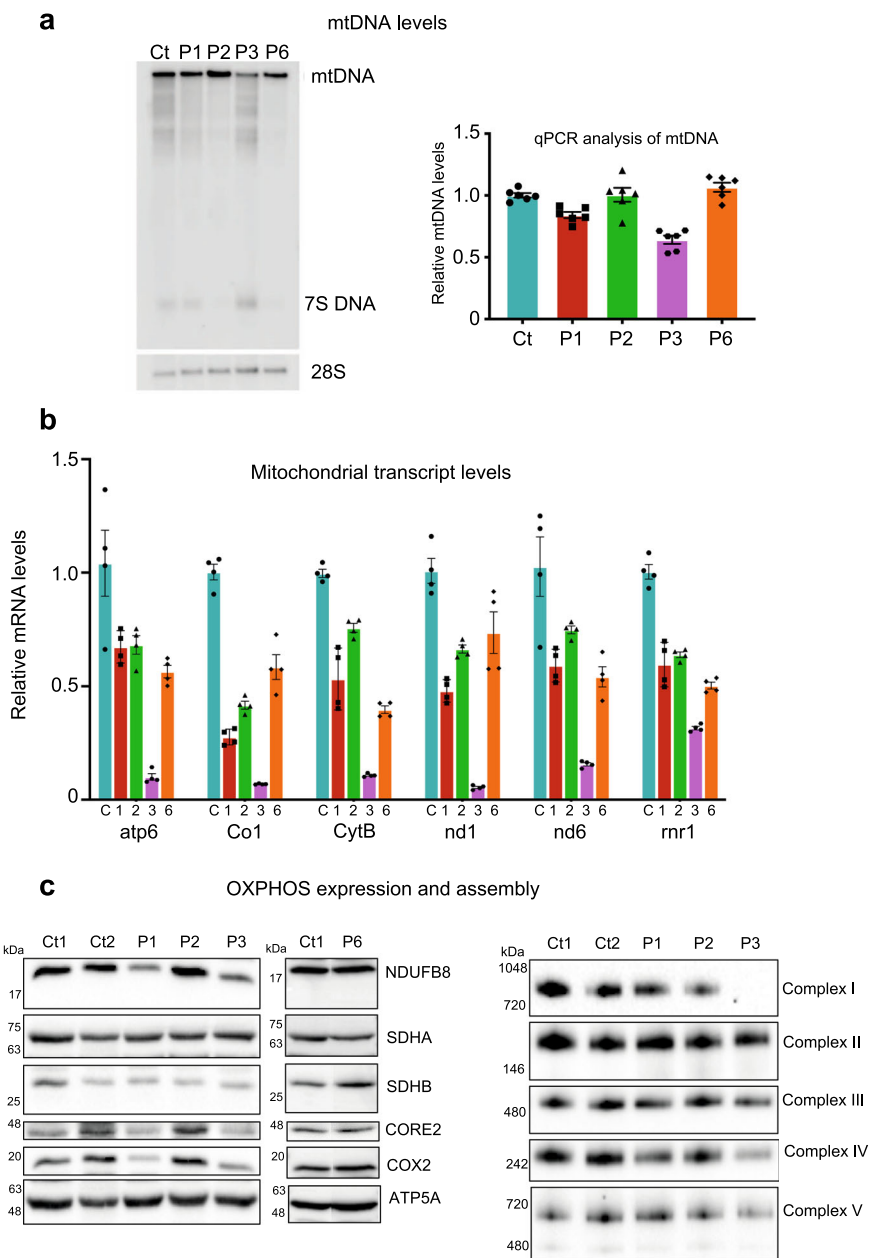 a
mtDNA levels
Ct P1 P2 P3 P6
mtDNA
7S DNA
28S
qPCR analysis of mtDNA
Relative mtDNA levels
1.5
1.0
0.5
0
Ct P1 P2 P3 P6
b
Mitochondrial transcript levels
Relative mRNA levels
1.5
1.0
0.5
0
C 1 2 3 6 C 1 2 3 6 C 1 2 3 6 C 1 2 3 6 C 1 2 3 6 C 1 2 3 6
atp6 Co1 CytB nd1 nd6 rnr1
c
OXPHOS expression and assembly
kDa Ct1 Ct2 P1 P2 P3
17
75
63
25
48
20
63
48
kDa Ct1 P6
17
75
63
25
48
20
63
48
NDUFB8
SDHA
SDHB
CORE2
COX2
ATP5A
kDa Ct1 Ct2 P1 P2 P3
1048
720
Complex I
146
Complex II
480
Complex III
242
Complex IV
720
480
Complex V